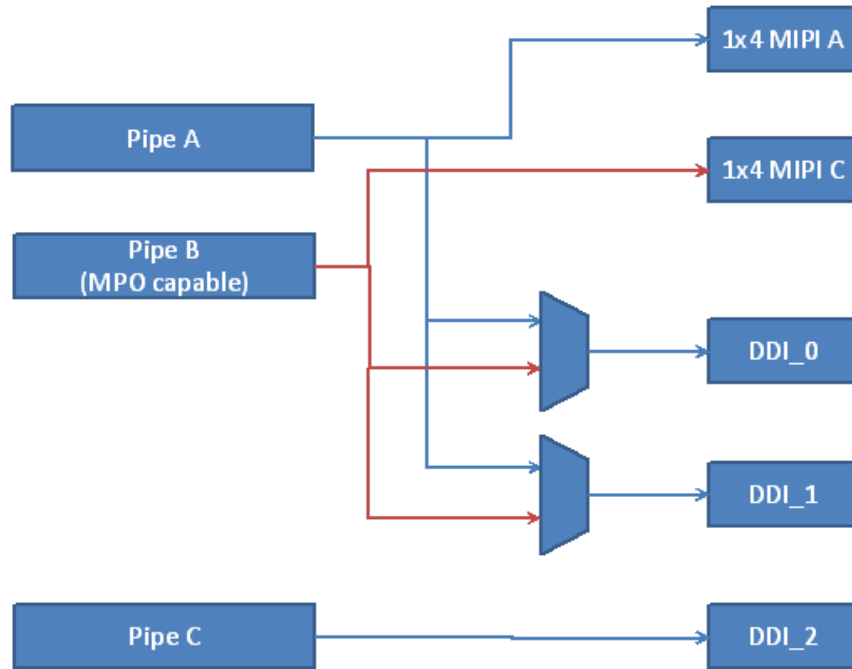 1x4 MIPI A
Pipe A
1x4 MIPI C
Pipe B
(MPO capable)
DDI_0
DDI_1
Pipe C
DDI_2